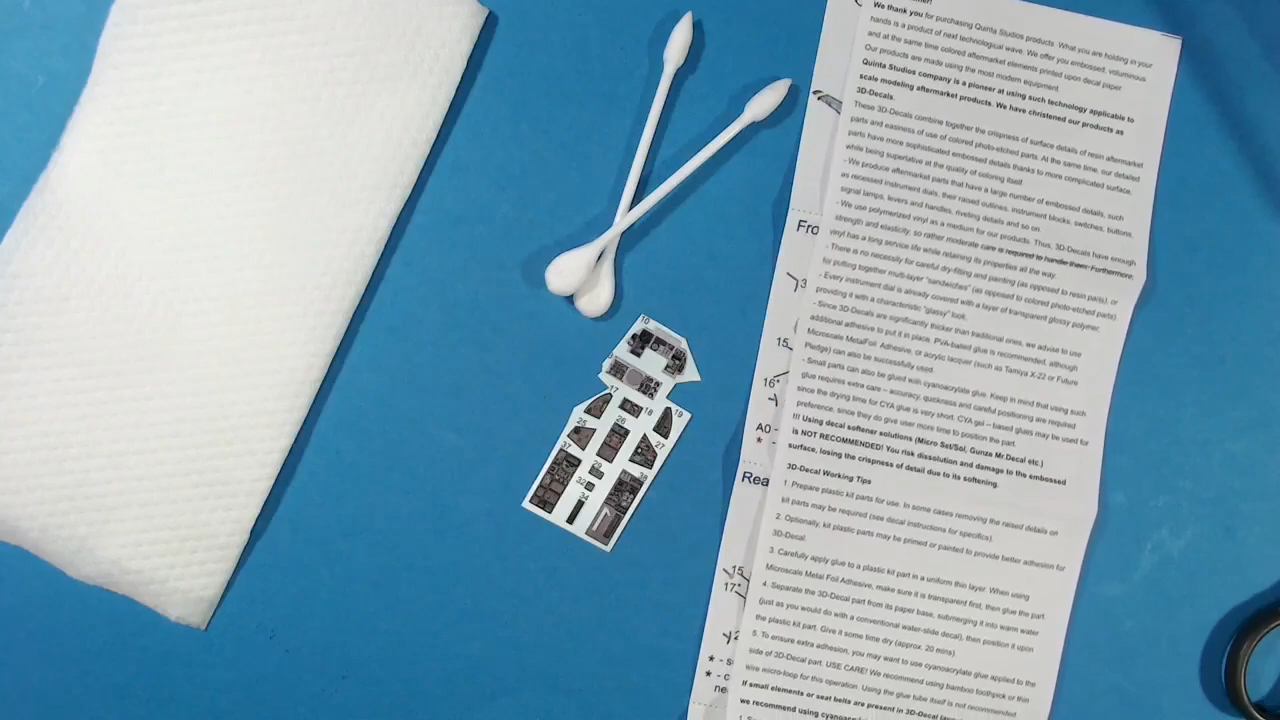 We thank you for purchasing Quinta Studios products. What you are holding in your
hands is a product of next technological wave. We offer you embossed, voluminous
and at the same time colored aftermarket elements printed upon decal paper
Our products are made using the most modern equipment.
Quinta Studios company is a pioneer at using such technology applicable to
scale modeling aftermarket products. We have christened our products as
3D-Decals.
These 3D-Decals combine together the crispness of surface details of resin aftermarket
parts and easiness of use of colored photo-etched parts. At the same time, our detailed
parts have more sophisticated embossed details thanks to more complicated surface,
while being superlative at the quality of coloring itself.
- We produce aftermarket parts that have a large number of embossed details, such
as recessed instrument dials, their raised outlines, instrument blocks, switches, buttons,
signal lamps, levers and handles, riveting details and so on.
- We use polymerized vinyl as a medium for our products. Thus, 3D-Decals have enough
strength and elasticity, so rather moderate care is required to handle them. Furthermore,
vinyl has a long service life while retaining its properties all the way.
- There is no necessity for careful dry-fitting and painting (as opposed to resin parts), or
for putting together multi-layer "sandwiches" (as opposed to colored photo-etched parts).
- Every instrument dial is already covered with a layer of transparent glossy polymer,
providing it with a characteristic "glassy" look.
- Since 3D-Decals are significantly thicker than traditional ones, we advise to use
additional adhesive to put it in place. PVA-based glue is recommended, although
Microscale MetalFoil Adhesive, or acrylic lacquer (such as Tamiya X-22 or Future
Pledge) can also be successfully used.
- Small parts can also be glued with cyanoacrylate glue. Keep in mind that using such
glue requires extra care – accuracy, quickness and careful positioning are required
since the drying time for CYA glue is very short. CYA gel – based glues may be used for
preference, since they do give user more time to position the part.
!!! Using decal softener solutions (Micro Set/Sol, Gunze Mr.Decal etc.)
is NOT RECOMMENDED! You risk dissolution and damage to the embossed
surface, losing the crispness of detail due to its softening.
3D-Decal Working Tips
1. Prepare plastic kit parts for use. In some cases removing the raised details on
kit parts may be required (see decal instructions for specifics).
2. Optionally, kit plastic parts may be primed or painted to provide better adhesion for
3D-Decal.
3. Carefully apply glue to a plastic kit part in a uniform thin layer. When using
Microscale Metal Foil Adhesive, make sure it is transparent first, then glue the part
4. Separate the 3D-Decal part from its paper base, submerging it into warm water
(just as you would do with a conventional water-slide decal), then position it upon
the plastic kit part. Give it some time dry (approx. 20 mins).
5. To ensure extra adhesion, you may want to use cyanoacrylate glue applied to the
side of 3D-Decal part. USE CARE! We recommend using bamboo toothpick or thin
wire micro-loop for this operation. Using the glue tube itself is not recommended.
If small elements or seat belts are present in 3D-Decal
we recommend using
Fro
15
16*
A0 -
* -
Rea
15
17*
* - s
* - c
ne
10
3
17
18
19
25
26
27
37
29
38
32
34